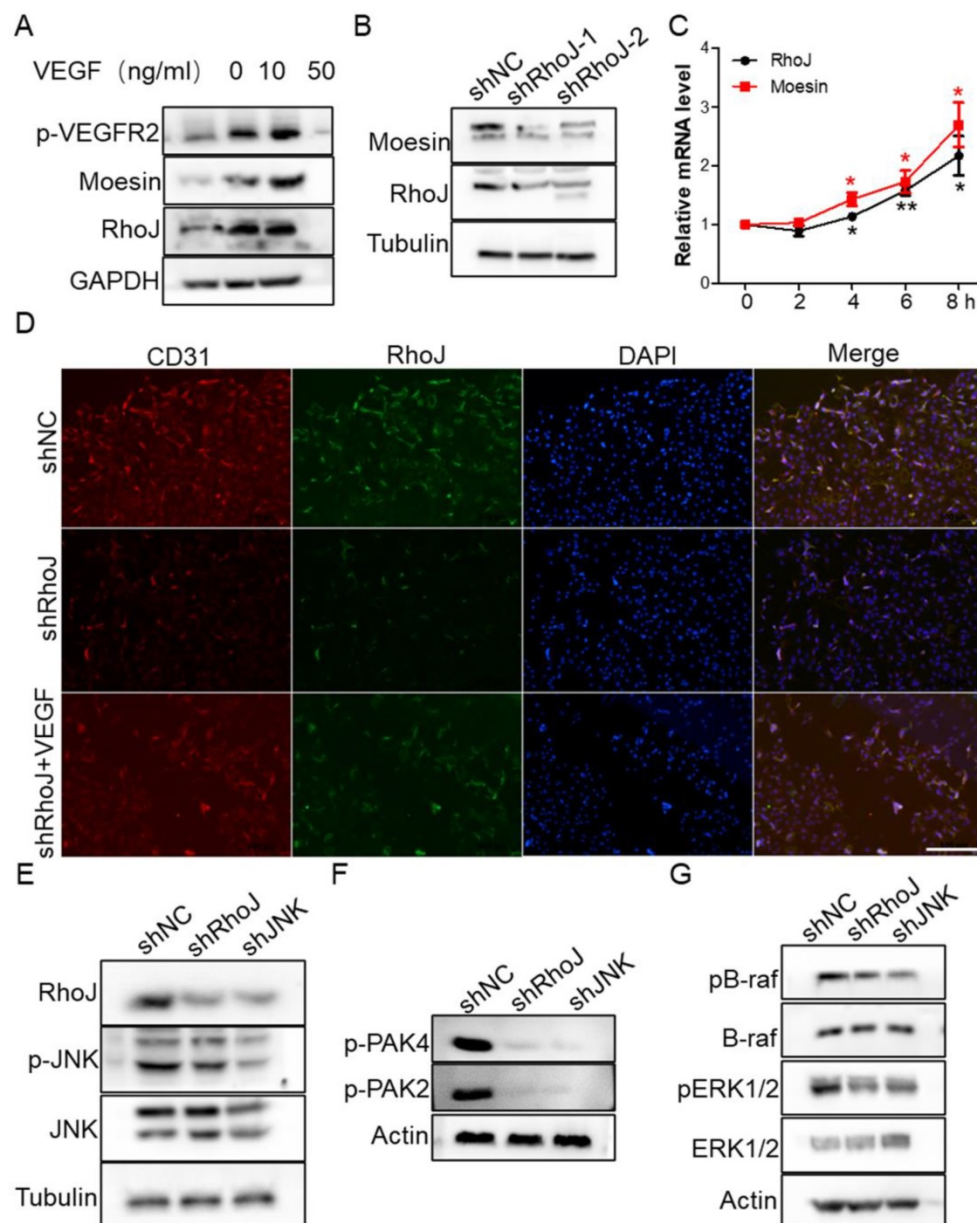 A
VEGF (ng/ml) 0 10 50
p-VEGFR2
Moesin
RhoJ
GAPDH
B
shNC shRhoJ-1 shRhoJ-2
Moesin
RhoJ
Tubulin
C
Relative mRNA level
4
3
2
1
0
RhoJ
Moesin
*
*
*
*
**
*
0 2 4 6 8 h
D
CD31 RhoJ DAPI Merge
shNC
shRhoJ
shRhoJ+VEGF
E
shNC shRhoJ shJNK
RhoJ
p-JNK
JNK
Tubulin
F
shNC shRhoJ shJNK
p-PAK4
p-PAK2
Actin
G
shNC shRhoJ shJNK
pB-raf
B-raf
pERK1/2
ERK1/2
Actin